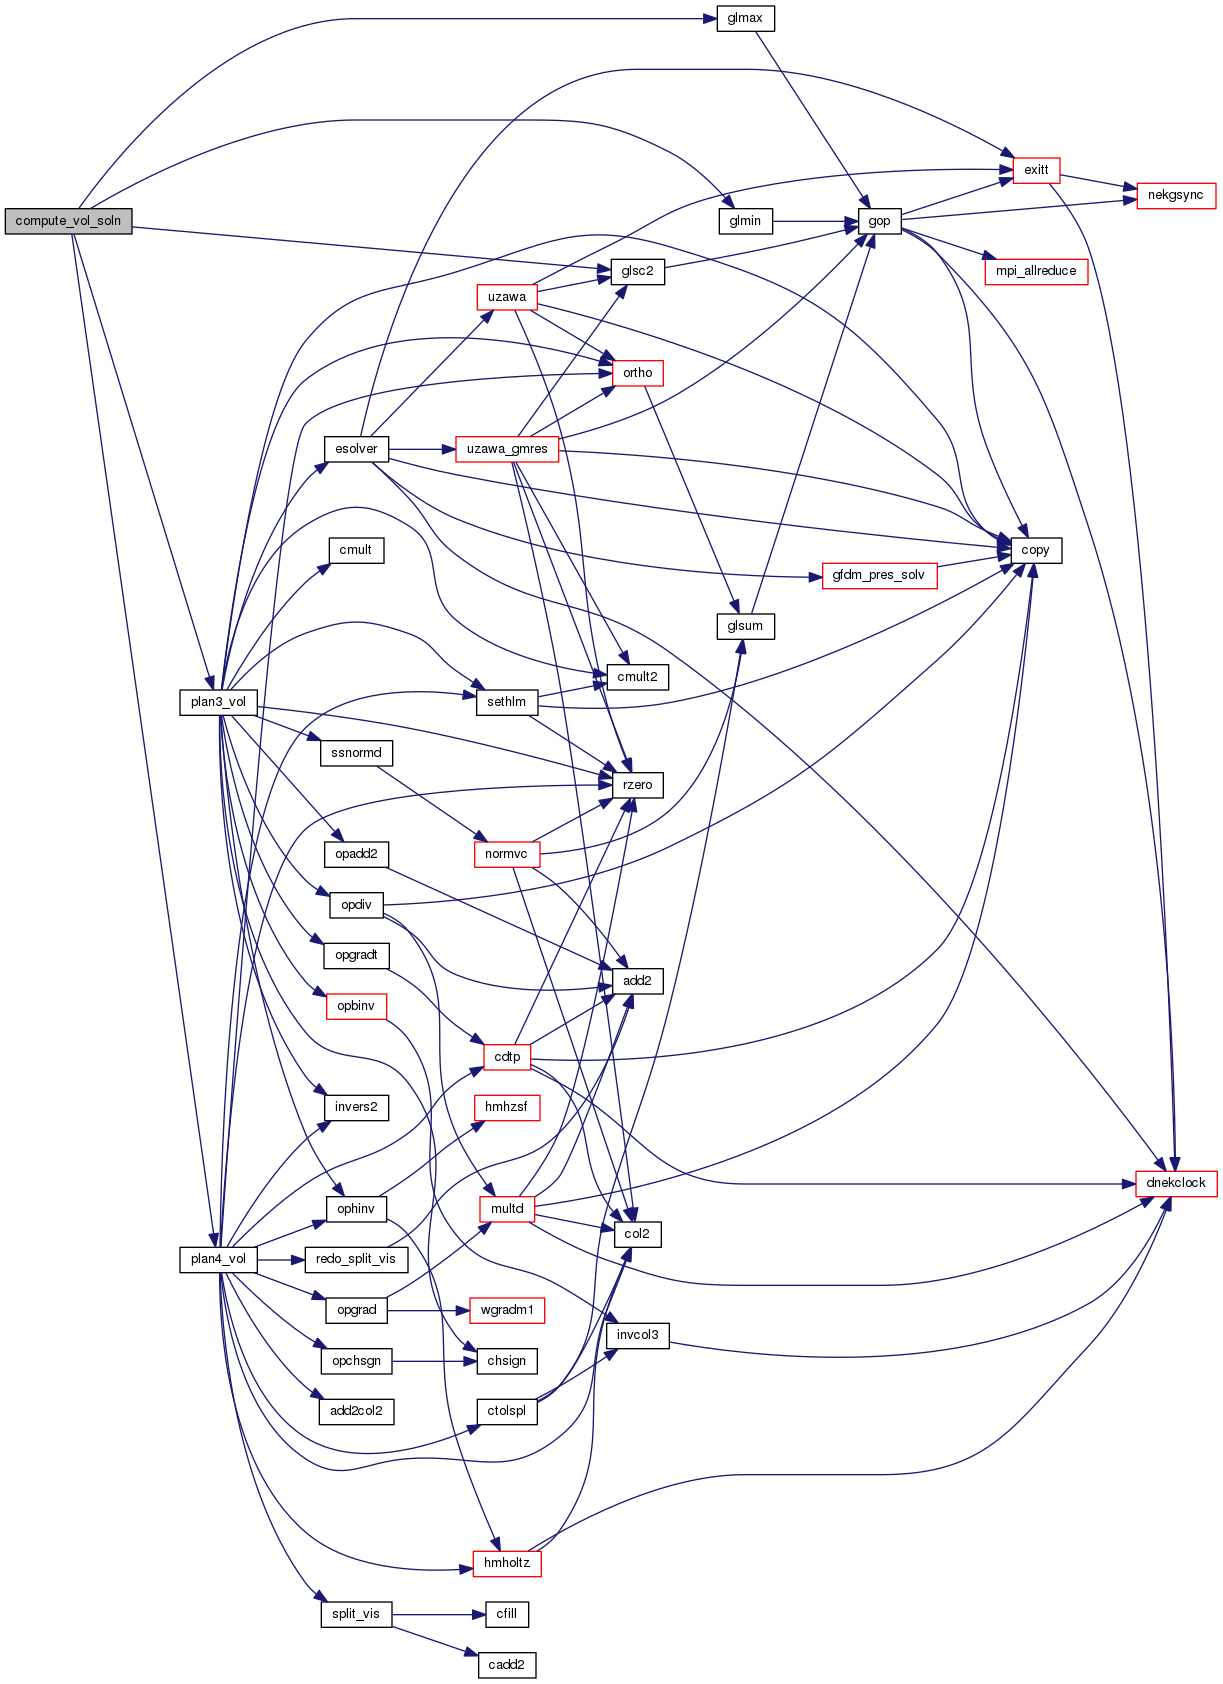 glmax
exitt
nekgsync
compute_vol_soln
glmin
gop
glsc2
mpi_allreduce
uzawa
ortho
esolver
uzawa_gmres
cmult
copy
gfdm_pres_solv
glsum
cmult2
plan3_vol
sethlm
ssnormd
rzero
opadd2
normvc
opdiv
opgradt
add2
opbinv
cdtp
invers2
hmhzsf
dnekclock
ophinv
multd
col2
plan4_vol
redo_split_vis
opgrad
wgradm1
invcol3
opchsgn
chsign
add2col2
ctolspl
hmholtz
split_vis
cfill
cadd2